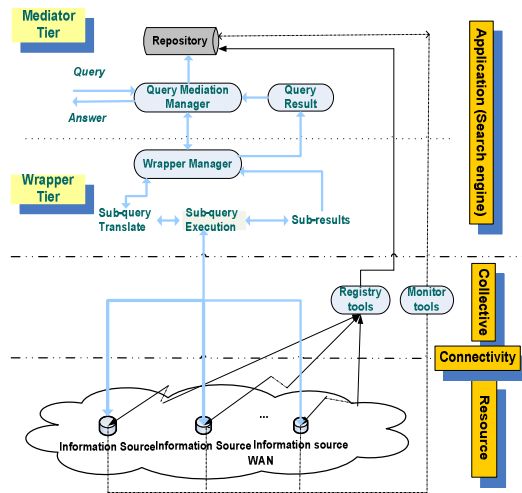 Mediator
Tier
Repository
Query
Answer
Query Mediation
Manager
Query
Result
Wrapper Manager
Wrapper
Tier
Sub-query
Translate
Sub-query
Execution
Sub-results
Application (Search engine)
Registry
tools
Monitor
tools
Collective
Connectivity
Resource
...
Information Source
Information Source
Information source
WAN